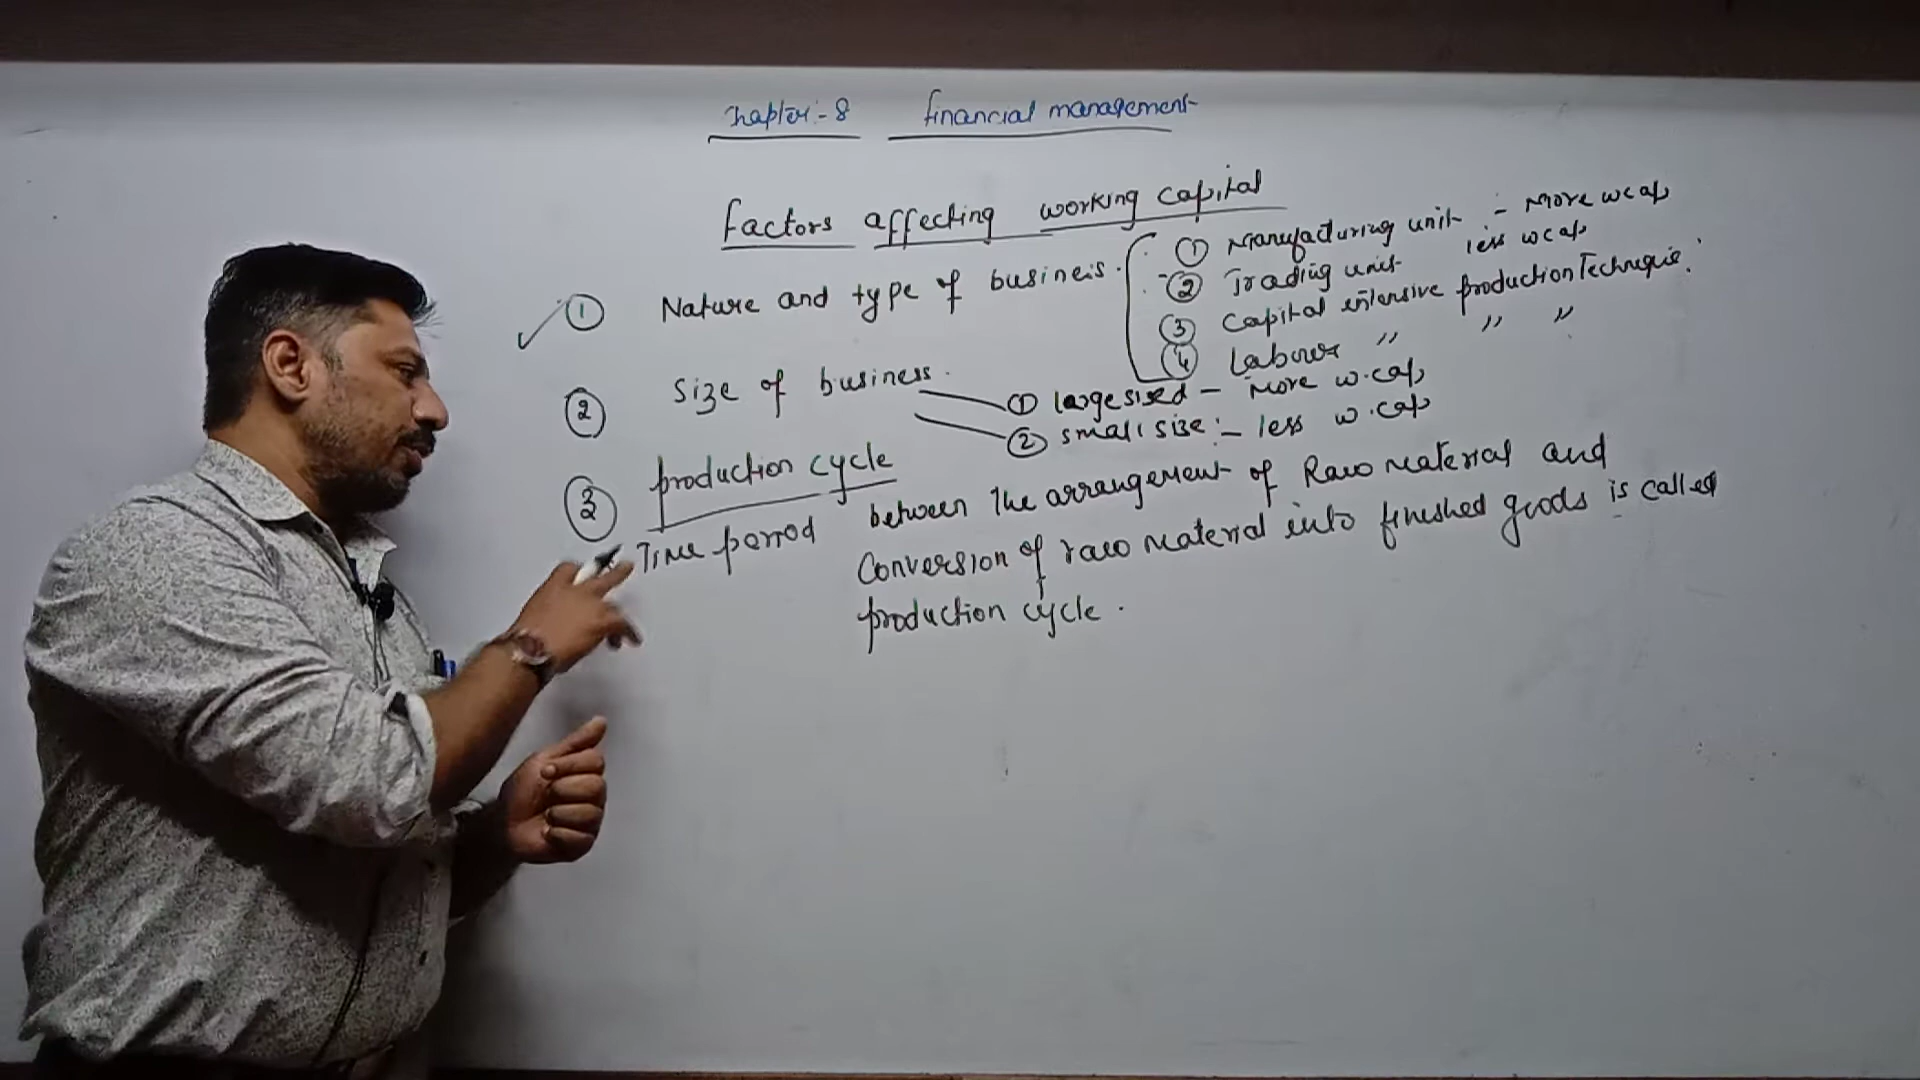 Chapter:- 8 financial management
factors affecting working capital
① Nature and type of business.
① Manufacturing unit - More w cap
② Trading unit less w cap
③ Capital intensive production Technique.
④ Labour " " "
② Size of business.
① large sized - More w.cap
② small size :- less w.cap
③ production cycle
Time period between The arrangement of Raw material and
Conversion of raw material into finished goods is called
production cycle.